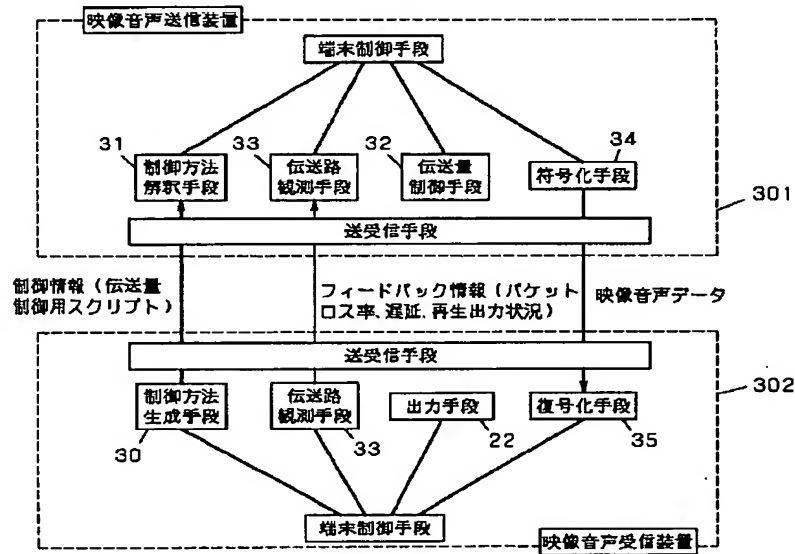 映像音声送信装置
端末制御手段
31
33
32
34
制御方法
解釈手段
伝送路
観測手段
伝送量
制御手段
符号化手段
301
送受信手段
制御情報（伝送量
制御用スクリプト）
フィードバック情報（パケット
ロス率、遅延、再生出力状況）
映像音声データ
送受信手段
302
制御方法
生成手段
伝送路
観測手段
出力手段
復号化手段
30
33
22
35
端末制御手段
映像音声受信装置